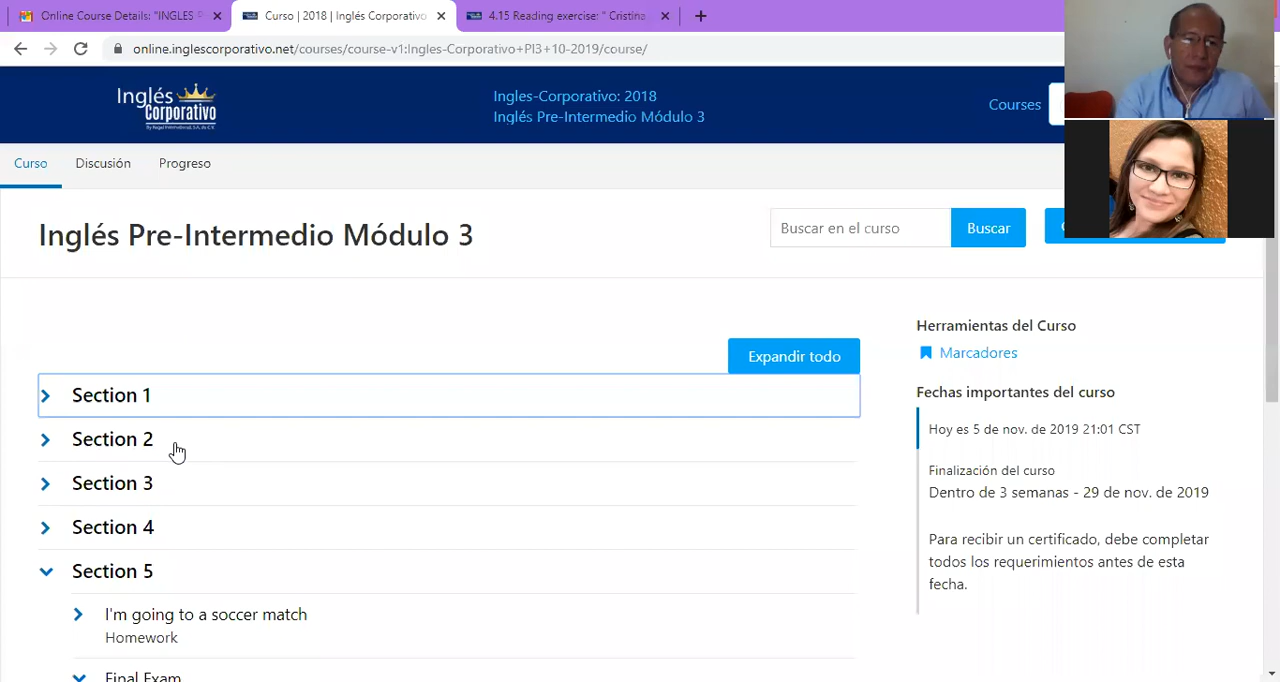 Online Course Details: "INGLES P
Curso | 2018 | Inglés Corporativo
4.15 Reading exercise: " Cristina
online.inglescorporativo.net/courses/course-v1:Ingles-Corporativo+PI3+10-2019/course/
Inglés
Corporativo
By Regal International, S.A. de C.V.
Ingles-Corporativo: 2018
Inglés Pre-Intermedio Módulo 3
Courses
Curso
Discusión
Progreso
Inglés Pre-Intermedio Módulo 3
Buscar en el curso
Buscar
Expandir todo
Section 1
Section 2
Section 3
Section 4
Section 5
I'm going to a soccer match
Homework
Final Exam
Herramientas del Curso
Marcadores
Fechas importantes del curso
Hoy es 5 de nov. de 2019 21:01 CST
Finalización del curso
Dentro de 3 semanas - 29 de nov. de 2019
Para recibir un certificado, debe completar
todos los requerimientos antes de esta
fecha.